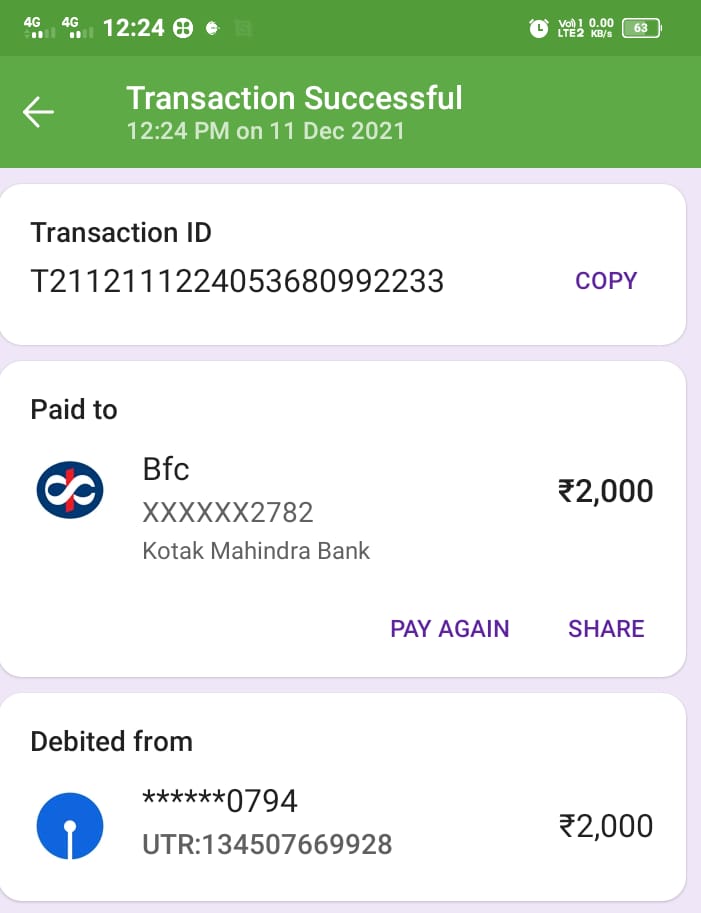 4G 4G 12:24 Vol) 1 0.00 63
LTE2 KB/s
Transaction Successful
12:24 PM on 11 Dec 2021
Transaction ID
T2112111224053680992233 COPY
Paid to
Bfc
XXXXXX2782
₹2,000
Kotak Mahindra Bank
PAY AGAIN SHARE
Debited from
******0794
UTR:134507669928
₹2,000